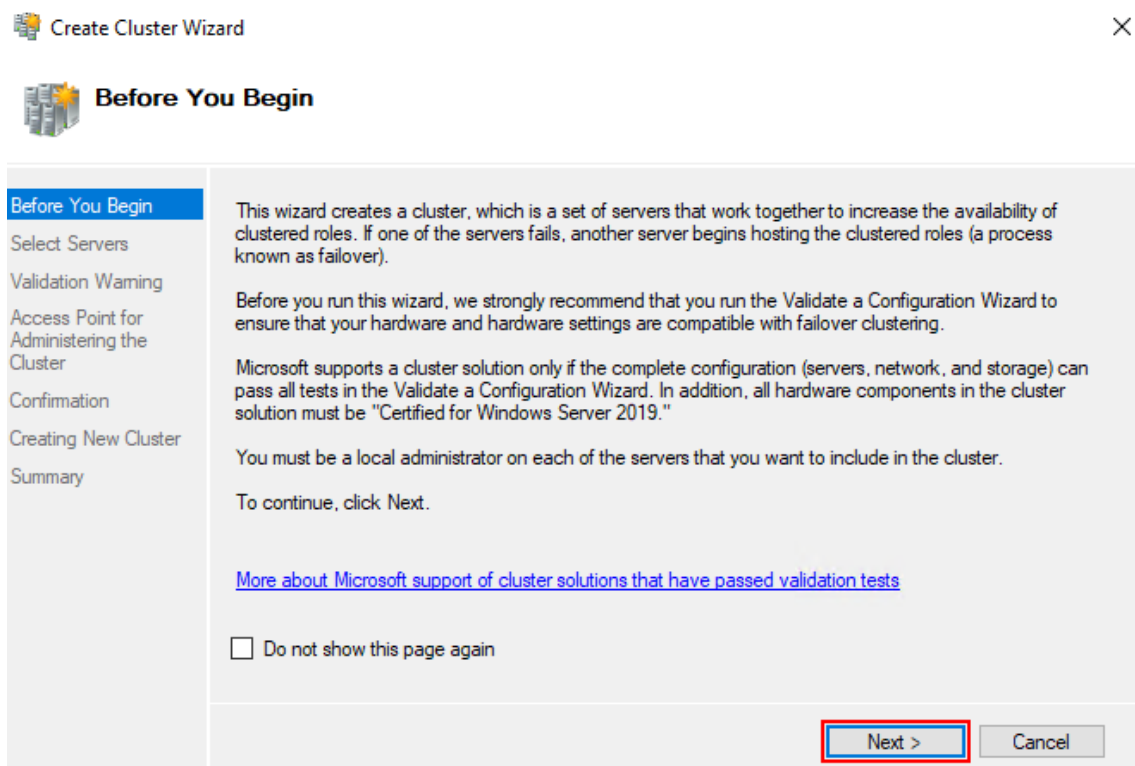 Create Cluster Wizard
Before You Begin
Before You Begin
Select Servers
Validation Warning
Access Point for
Administering the
Cluster
Confirmation
Creating New Cluster
Summary
This wizard creates a cluster, which is a set of servers that work together to increase the availability of
clustered roles. If one of the servers fails, another server begins hosting the clustered roles (a process
known as failover).
Before you run this wizard, we strongly recommend that you run the Validate a Configuration Wizard to
ensure that your hardware and hardware settings are compatible with failover clustering.
Microsoft supports a cluster solution only if the complete configuration (servers, network, and storage) can
pass all tests in the Validate a Configuration Wizard. In addition, all hardware components in the cluster
solution must be "Certified for Windows Server 2019."
You must be a local administrator on each of the servers that you want to include in the cluster.
To continue, click Next.
More about Microsoft support of cluster solutions that have passed validation tests
Do not show this page again
Next >
Cancel